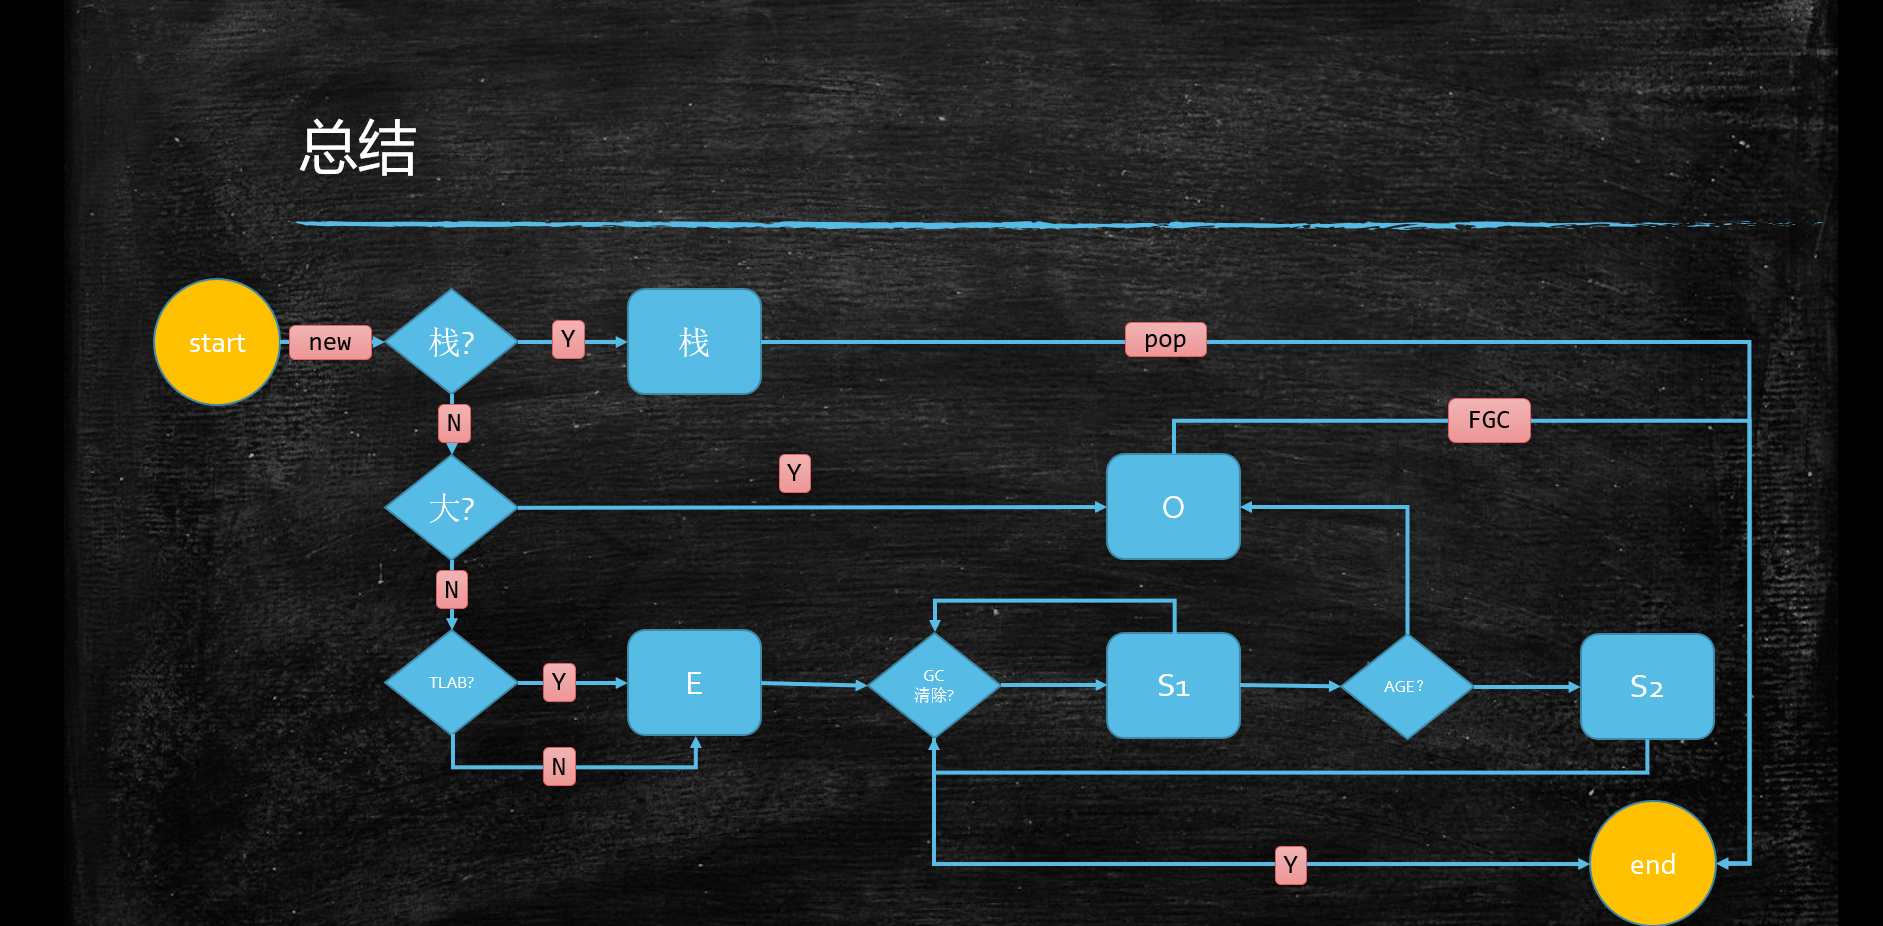 总结
start
new
栈?
Y
栈
pop
N
FGC
大?
Y
O
N
TLAB?
Y
E
GC
清除?
S1
AGE?
S2
N
Y
end